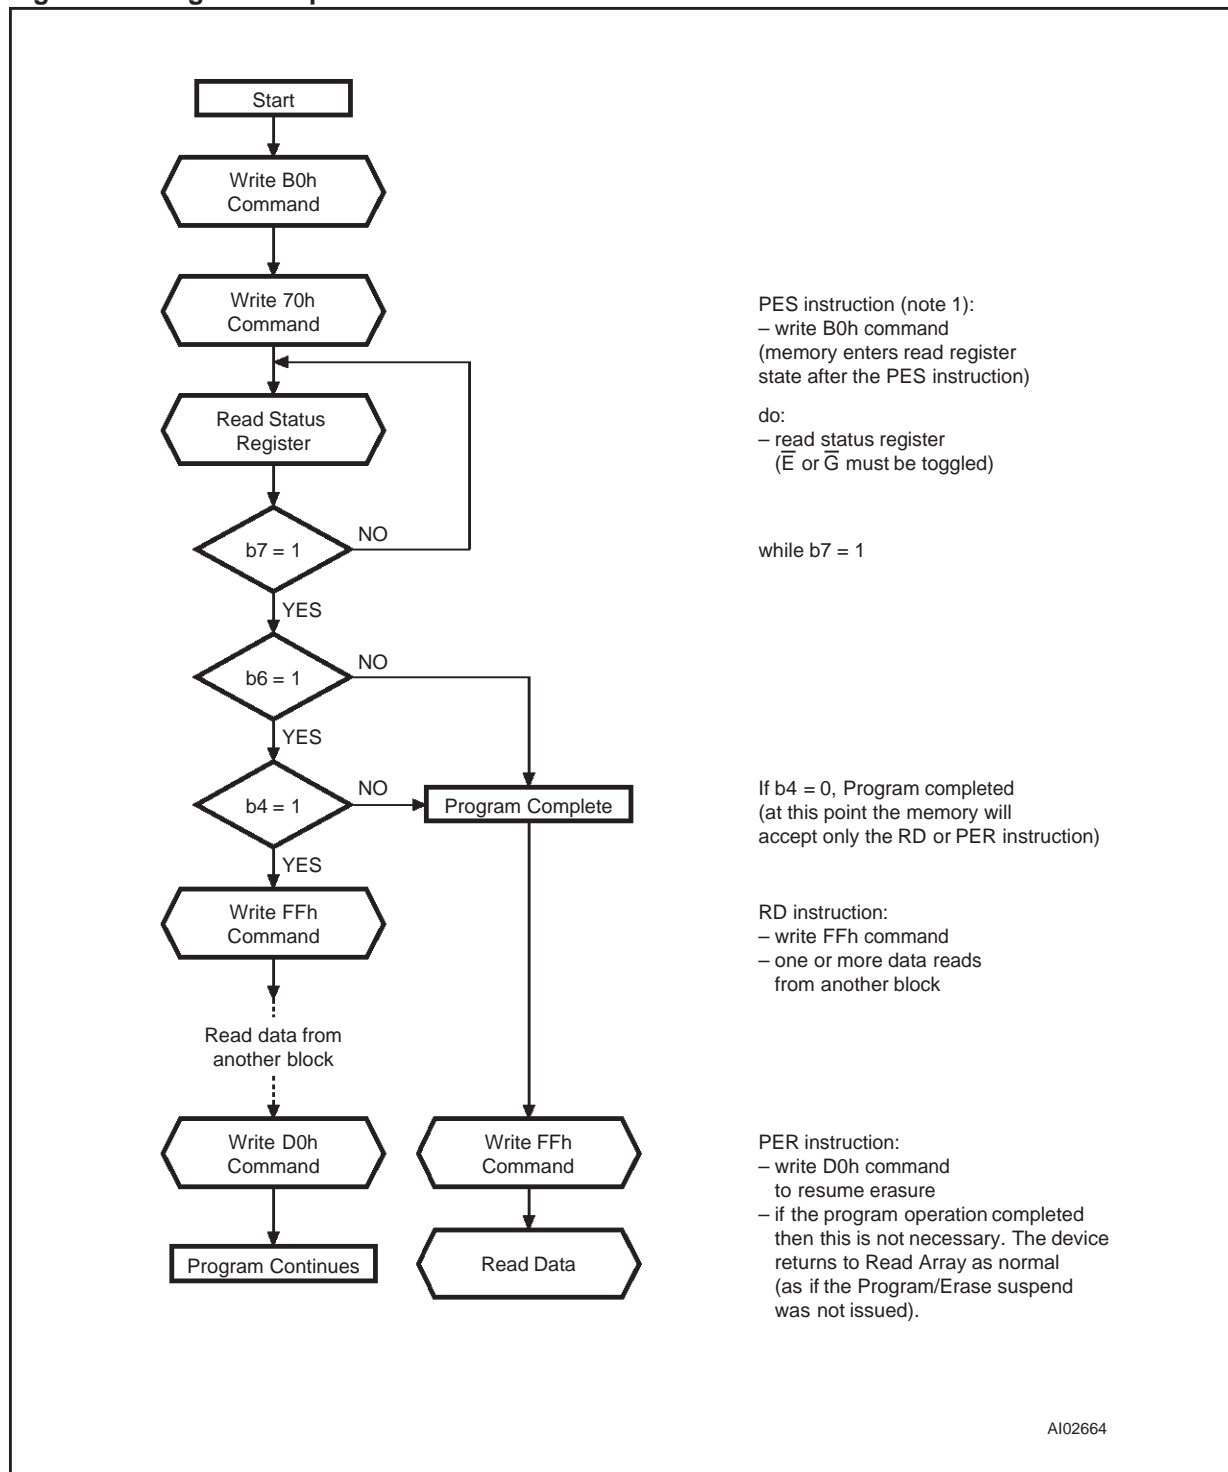 Start
Write B0h
Command
Write 70h
Command
Read Status
Register
b7 = 1
NO
YES
b6 = 1
NO
YES
b4 = 1
NO
Program Complete
YES
Write FFh
Command
Read data from
another block
Write D0h
Command
Program Continues
Write FFh
Command
Read Data
PES instruction (note 1):
– write B0h command
(memory enters read register
state after the PES instruction)
do:
– read status register
(E̅ or G̅ must be toggled)
while b7 = 1
If b4 = 0, Program completed
(at this point the memory will
accept only the RD or PER instruction)
RD instruction:
– write FFh command
– one or more data reads
from another block
PER instruction:
– write D0h command
to resume erasure
– if the program operation completed
then this is not necessary. The device
returns to Read Array as normal
(as if the Program/Erase suspend
was not issued).
AI02664